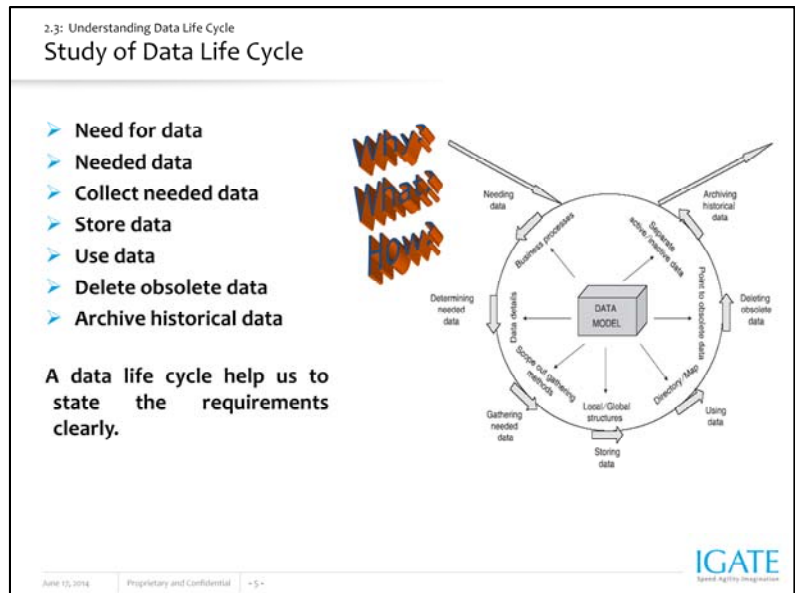 2.3: Understanding Data Life Cycle
Study of Data Life Cycle
➢ Need for data
➢ Needed data
➢ Collect needed data
➢ Store data
➢ Use data
➢ Delete obsolete data
➢ Archive historical data
A data life cycle help us to
state the requirements
clearly.
Why?
What?
How?
Needing
data
Archiving
historical
data
Business processes
Separate
active/inactive data
Determining
needed
data
Data details
DATA
MODEL
Point to obsolete data
Deleting
obsolete
data
Scope out gathering
methods
Local/Global
structures
Directory/Map
Gathering
needed
data
Storing
data
Using
data
June 17, 2014 Proprietary and Confidential - 5 -
IGATE
Speed.Agility.Imagination